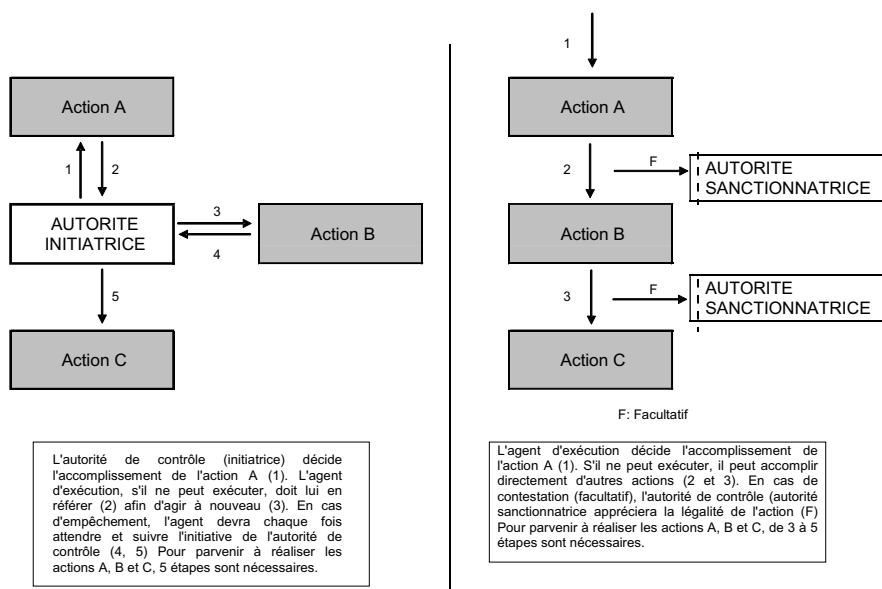 Action A
1
2
AUTORITE
INITIATRICE
3
4
Action B
5
Action C
L'autorité de contrôle (initiatrice) décide
l'accomplissement de l'action A (1). L'agent
d'exécution, s'il ne peut exécuter, doit lui en
référer (2) afin d'agir à nouveau (3). En cas
d'empêchement, l'agent devra chaque fois
attendre et suivre l'initiative de l'autorité de
contrôle (4, 5) Pour parvenir à réaliser les
actions A, B et C, 5 étapes sont nécessaires.
1
Action A
2
F
AUTORITE
SANCTIONNATRICE
Action B
3
F
AUTORITE
SANCTIONNATRICE
Action C
F: Facultatif
L'agent d'exécution décide l'accomplissement de
l'action A (1). S'il ne peut exécuter, il peut accomplir
directement d'autres actions (2 et 3). En cas de
contestation (facultatif), l'autorité de contrôle (autorité
sanctionnatrice appréciera la légalité de l'action (F)
Pour parvenir à réaliser les actions A, B et C, de 3 à 5
étapes sont nécessaires.